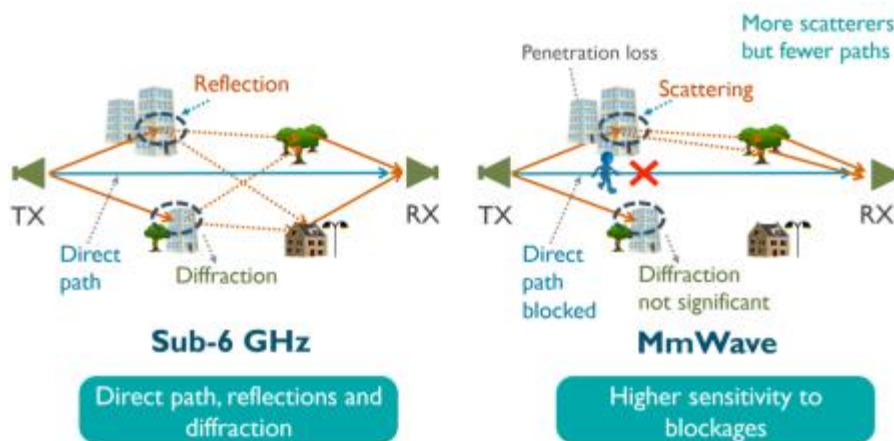 Reflection
TX
RX
Direct
path
Diffraction
Sub-6 GHz
Direct path, reflections and
diffraction
More scatterers
but fewer paths
Penetration loss
Scattering
TX
RX
Direct
path
blocked
Diffraction
not significant
MmWave
Higher sensitivity to
blockages